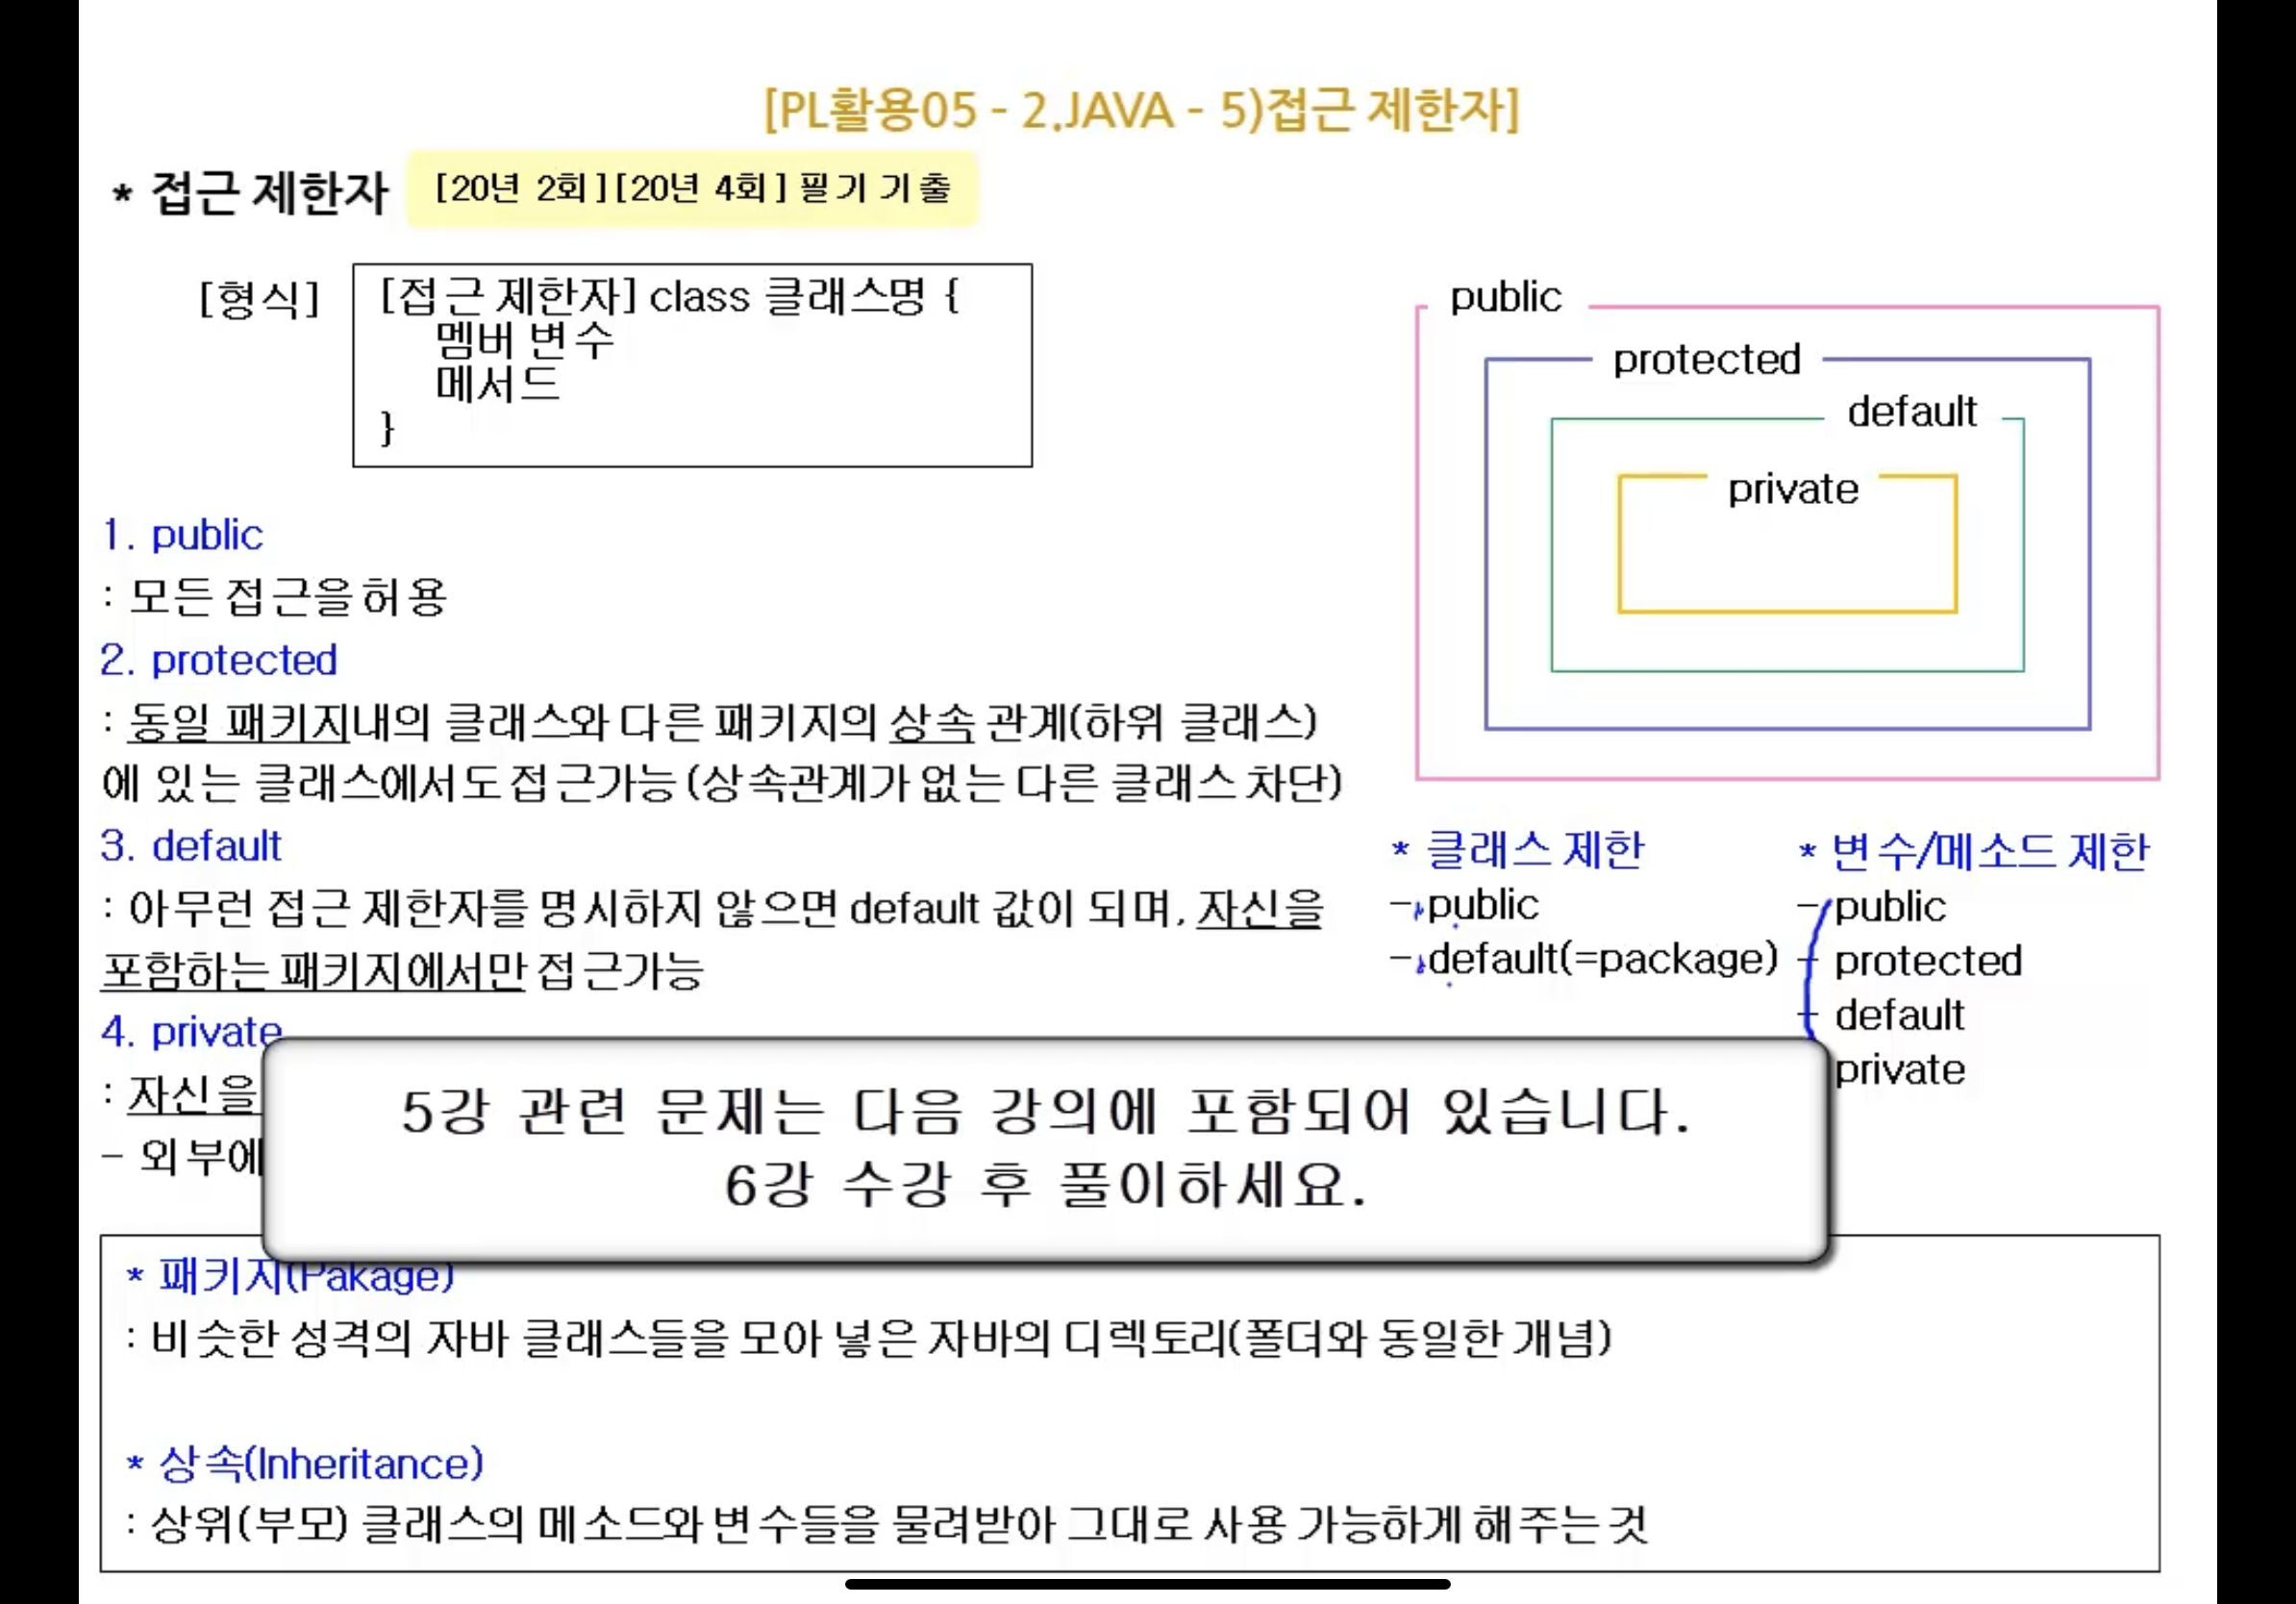 [PL활용05 - 2.JAVA - 5)접근 제한자]
* 접근 제한자 [20년 2회][20년 4회] 필기 기출
[형식]
[접근 제한자] class 클래스명 {
멤버 변수
메서드
}
public
protected
default
private
1. public
: 모든 접근을 허용
2. protected
: 동일 패키지내의 클래스와 다른 패키지의 상속 관계(하위 클래스)
에 있는 클래스에서도 접근가능 (상속관계가 없는 다른 클래스 차단)
3. default
: 아무런 접근 제한자를 명시하지 않으면 default 값이 되며, 자신을
포함하는 패키지에서만 접근가능
4. private
: 자신을
- 외부에
* 클래스 제한
- public
- default(=package)
* 변수/메소드 제한
- public
- protected
- default
private
5강 관련 문제는 다음 강의에 포함되어 있습니다.
6강 수강 후 풀이하세요.
* 패키지(Pakage)
: 비슷한 성격의 자바 클래스들을 모아 넣은 자바의 디렉토리(폴더와 동일한 개념)
* 상속(Inheritance)
: 상위(부모) 클래스의 메소드와 변수들을 물려받아 그대로 사용 가능하게 해주는 것